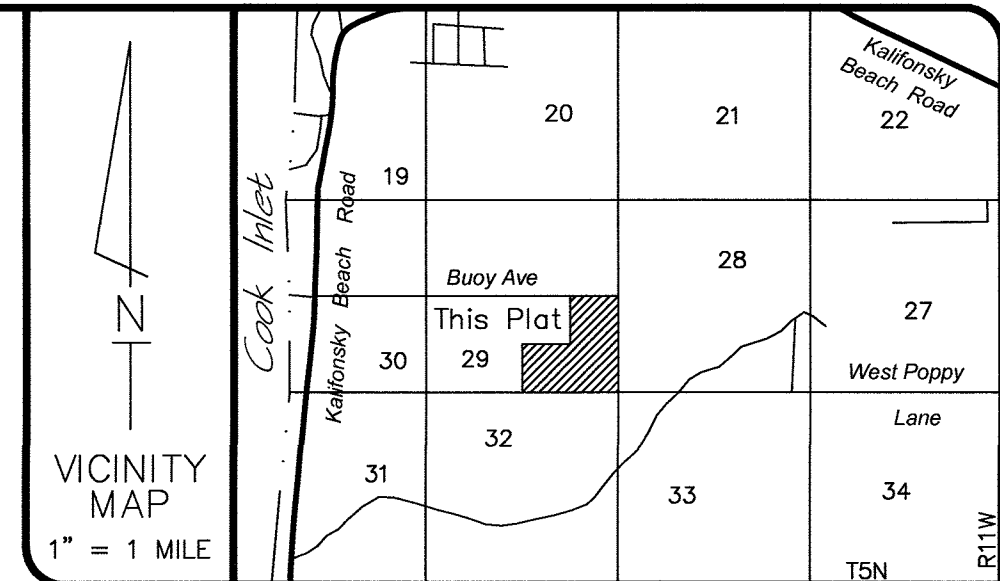 N
VICINITY
MAP
1" = 1 MILE
Cook Inlet
Kalifonsky Beach Road
Kalifonsky
Beach Road
19
20
21
22
Buoy Ave
This Plat
30
29
28
27
West Poppy
Lane
31
32
33
34
T5N
R11W